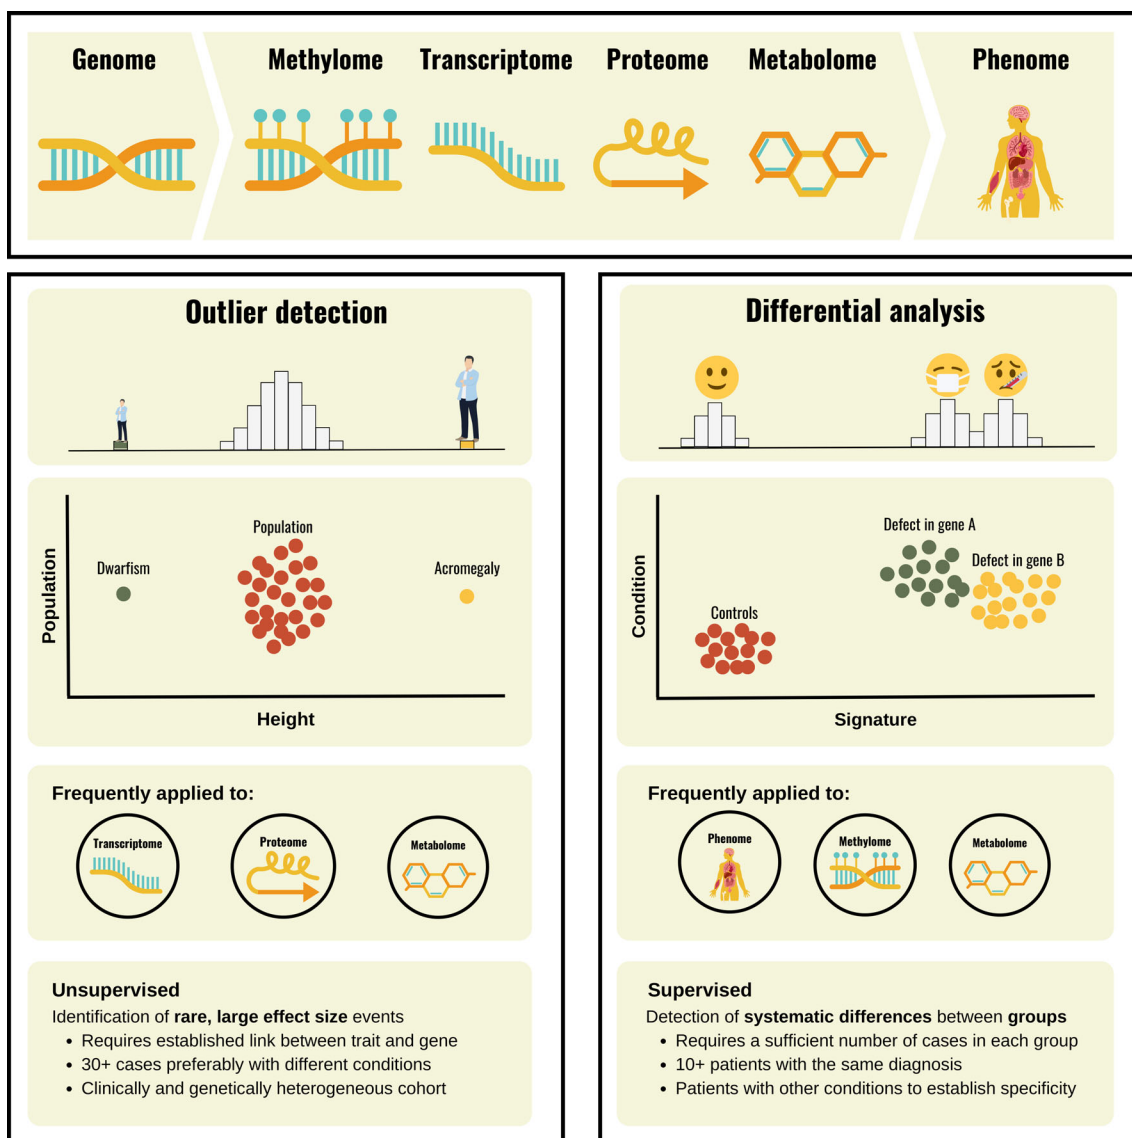 Genome
Methylome
Transcriptome
Proteome
Metabolome
Phenome
Outlier detection
Population
Dwarfism
Population
Acromegaly
Height
Frequently applied to:
Transcriptome
Proteome
Metabolome
Unsupervised
Identification of rare, large effect size events
• Requires established link between trait and gene
• 30+ cases preferably with different conditions
• Clinically and genetically heterogeneous cohort
Differential analysis
Condition
Defect in gene A
Defect in gene B
Controls
Signature
Frequently applied to:
Phenome
Methylome
Metabolome
Supervised
Detection of systematic differences between groups
• Requires a sufficient number of cases in each group
• 10+ patients with the same diagnosis
• Patients with other conditions to establish specificity